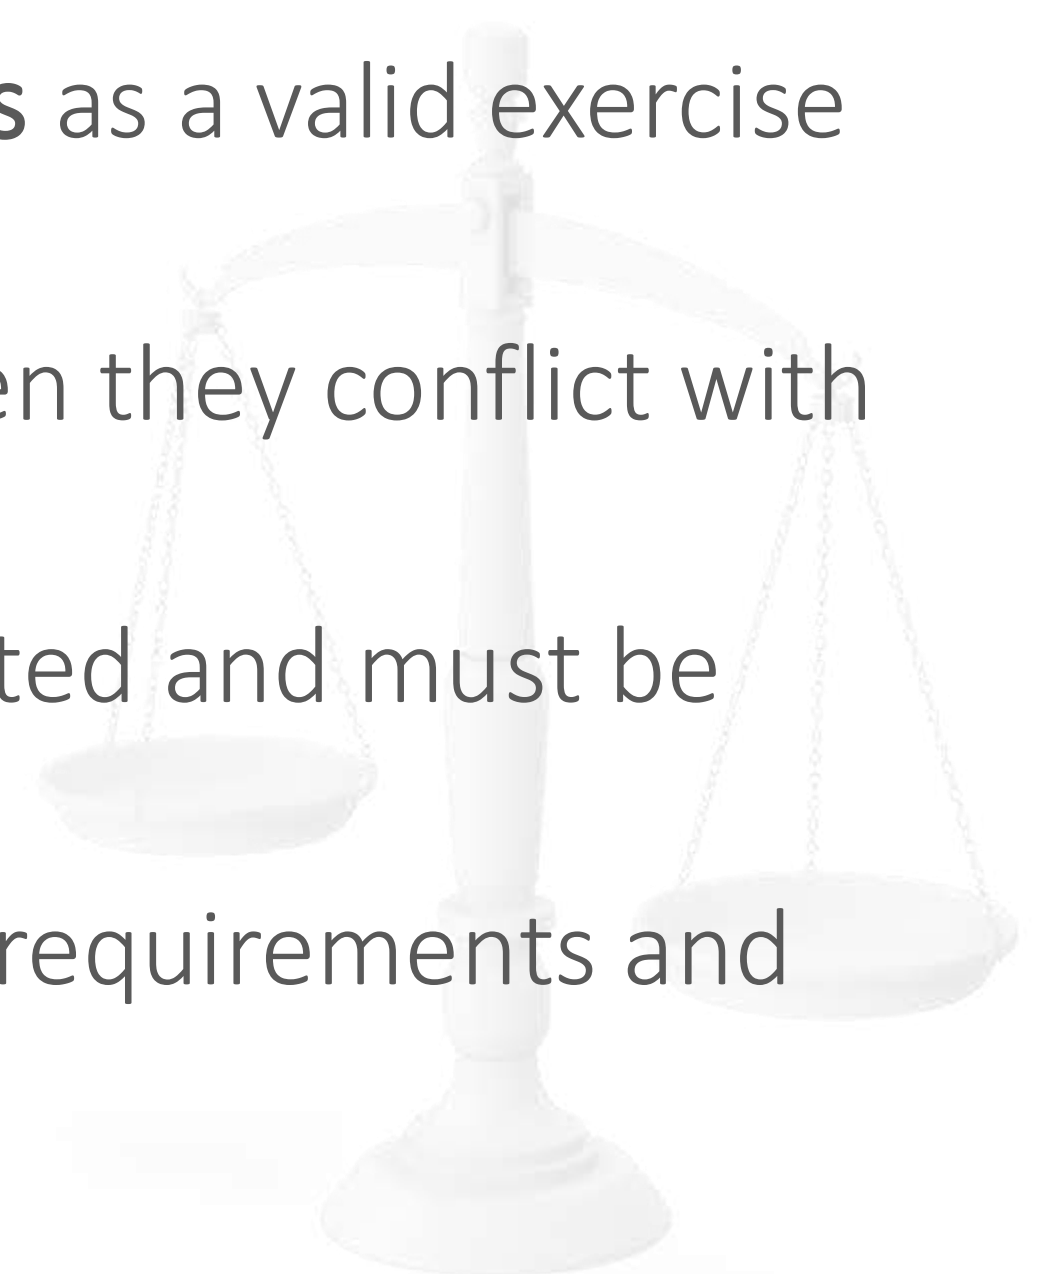 s as a valid exercise
en they conflict with
ted and must be
requirements and